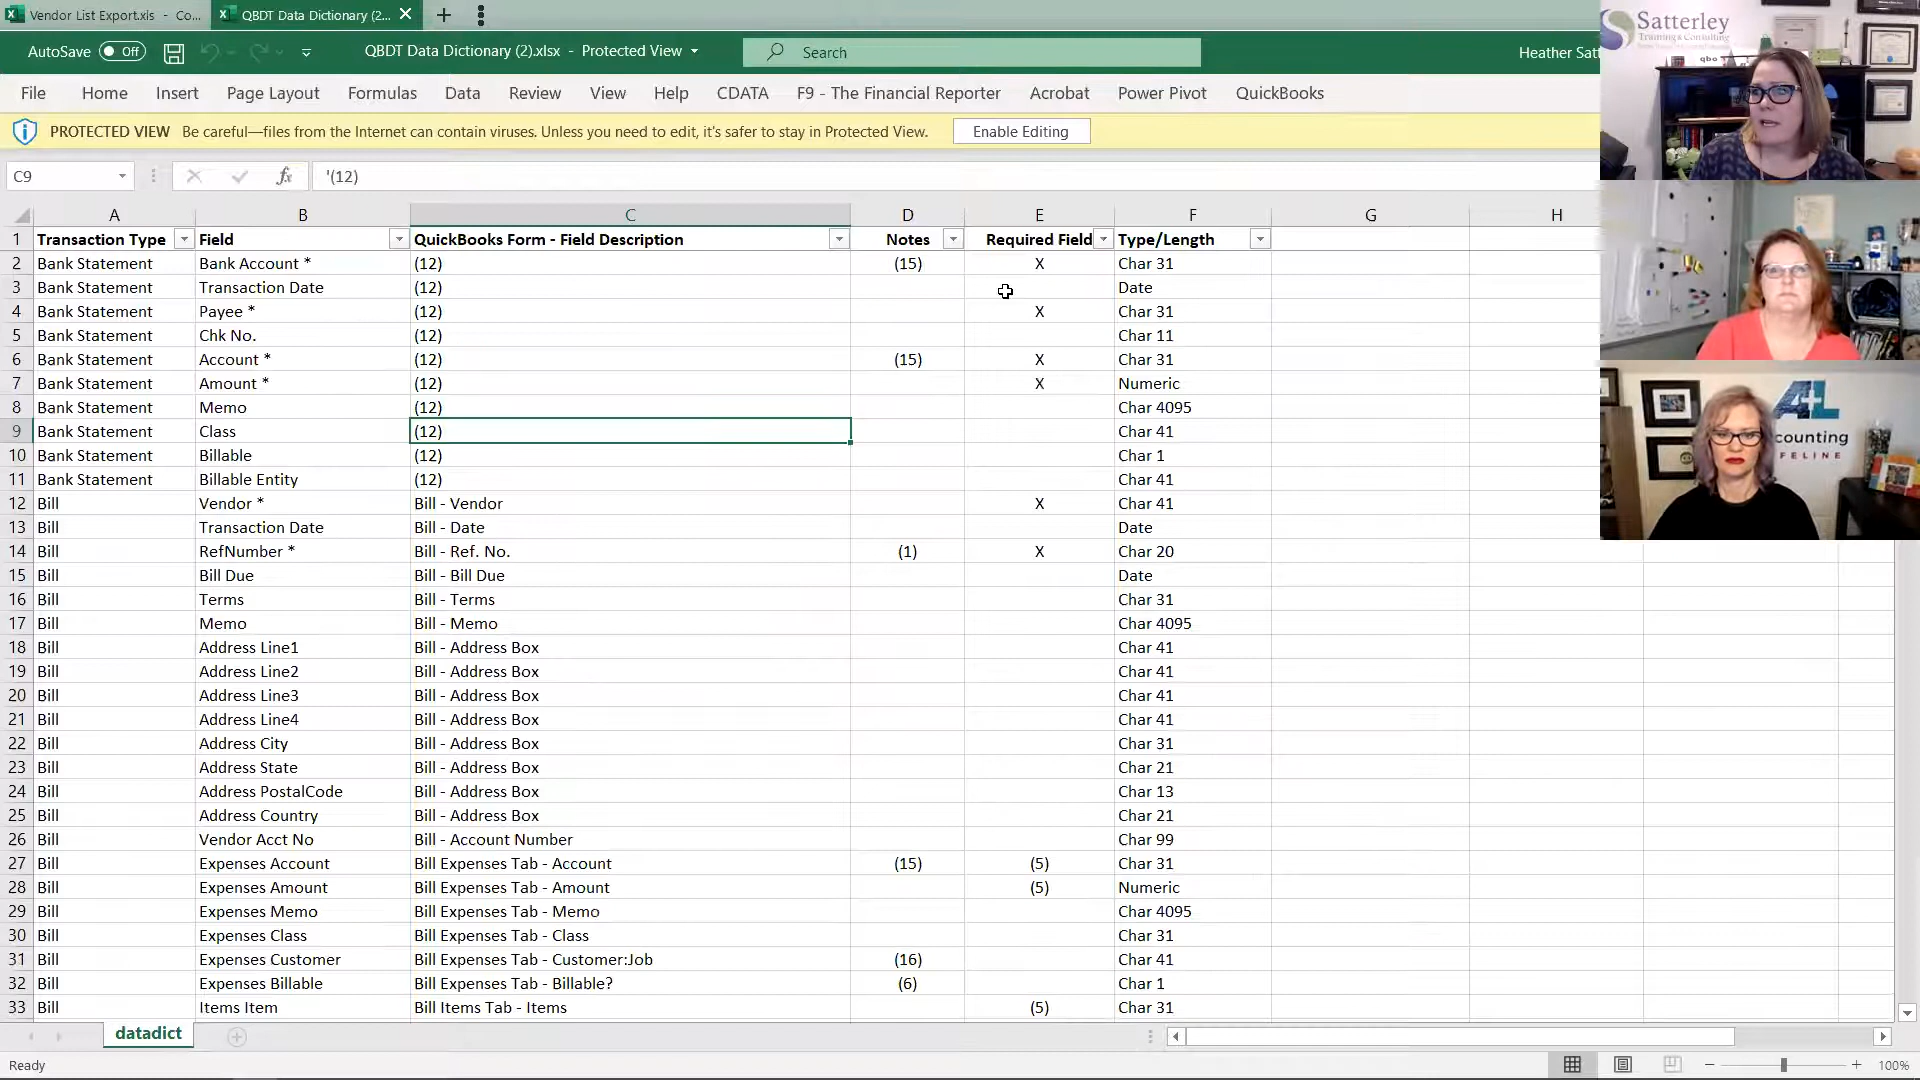 Vendor List Export.xls - Co... QBDT Data Dictionary (2...
AutoSave Off QBDT Data Dictionary (2).xlsx - Protected View Search Heather Satt
File Home Insert Page Layout Formulas Data Review View Help CDATA F9 - The Financial Reporter Acrobat Power Pivot QuickBooks
PROTECTED VIEW Be careful—files from the Internet can contain viruses. Unless you need to edit, it's safer to stay in Protected View. Enable Editing
C9 fx '(12)
A B C D E F G H
1 Transaction Type Field QuickBooks Form - Field Description Notes Required Field Type/Length
2 Bank Statement Bank Account * (12) (15) X Char 31
3 Bank Statement Transaction Date (12) Date
4 Bank Statement Payee * (12) X Char 31
5 Bank Statement Chk No. (12) Char 11
6 Bank Statement Account * (12) (15) X Char 31
7 Bank Statement Amount * (12) X Numeric
8 Bank Statement Memo (12) Char 4095
9 Bank Statement Class (12) Char 41
10 Bank Statement Billable (12) Char 1
11 Bank Statement Billable Entity (12) Char 41
12 Bill Vendor * Bill - Vendor X Char 41
13 Bill Transaction Date Bill - Date Date
14 Bill RefNumber * Bill - Ref. No. (1) X Char 20
15 Bill Bill Due Bill - Bill Due Date
16 Bill Terms Bill - Terms Char 31
17 Bill Memo Bill - Memo Char 4095
18 Bill Address Line1 Bill - Address Box Char 41
19 Bill Address Line2 Bill - Address Box Char 41
20 Bill Address Line3 Bill - Address Box Char 41
21 Bill Address Line4 Bill - Address Box Char 41
22 Bill Address City Bill - Address Box Char 31
23 Bill Address State Bill - Address Box Char 21
24 Bill Address PostalCode Bill - Address Box Char 13
25 Bill Address Country Bill - Address Box Char 21
26 Bill Vendor Acct No Bill - Account Number Char 99
27 Bill Expenses Account Bill Expenses Tab - Account (15) (5) Char 31
28 Bill Expenses Amount Bill Expenses Tab - Amount (5) Numeric
29 Bill Expenses Memo Bill Expenses Tab - Memo Char 4095
30 Bill Expenses Class Bill Expenses Tab - Class Char 31
31 Bill Expenses Customer Bill Expenses Tab - Customer:Job (16) Char 41
32 Bill Expenses Billable Bill Expenses Tab - Billable? (6) Char 1
33 Bill Items Item Bill Items Tab - Items (5) Char 31
datadict
Ready 100%
Satterley
Training & Consulting
qbo
A+L
counting
FELINE